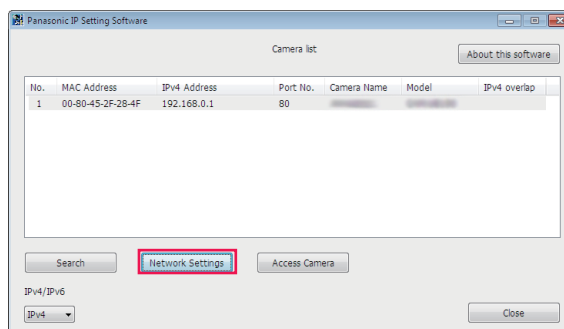 Panasonic IP Setting Software
Camera list
About this software
No. MAC Address IPv4 Address Port No. Camera Name Model IPv4 overlap
1 00-80-45-2F-28-4F 192.168.0.1 80
Search Network Settings Access Camera
IPv4/IPv6
IPv4 Close